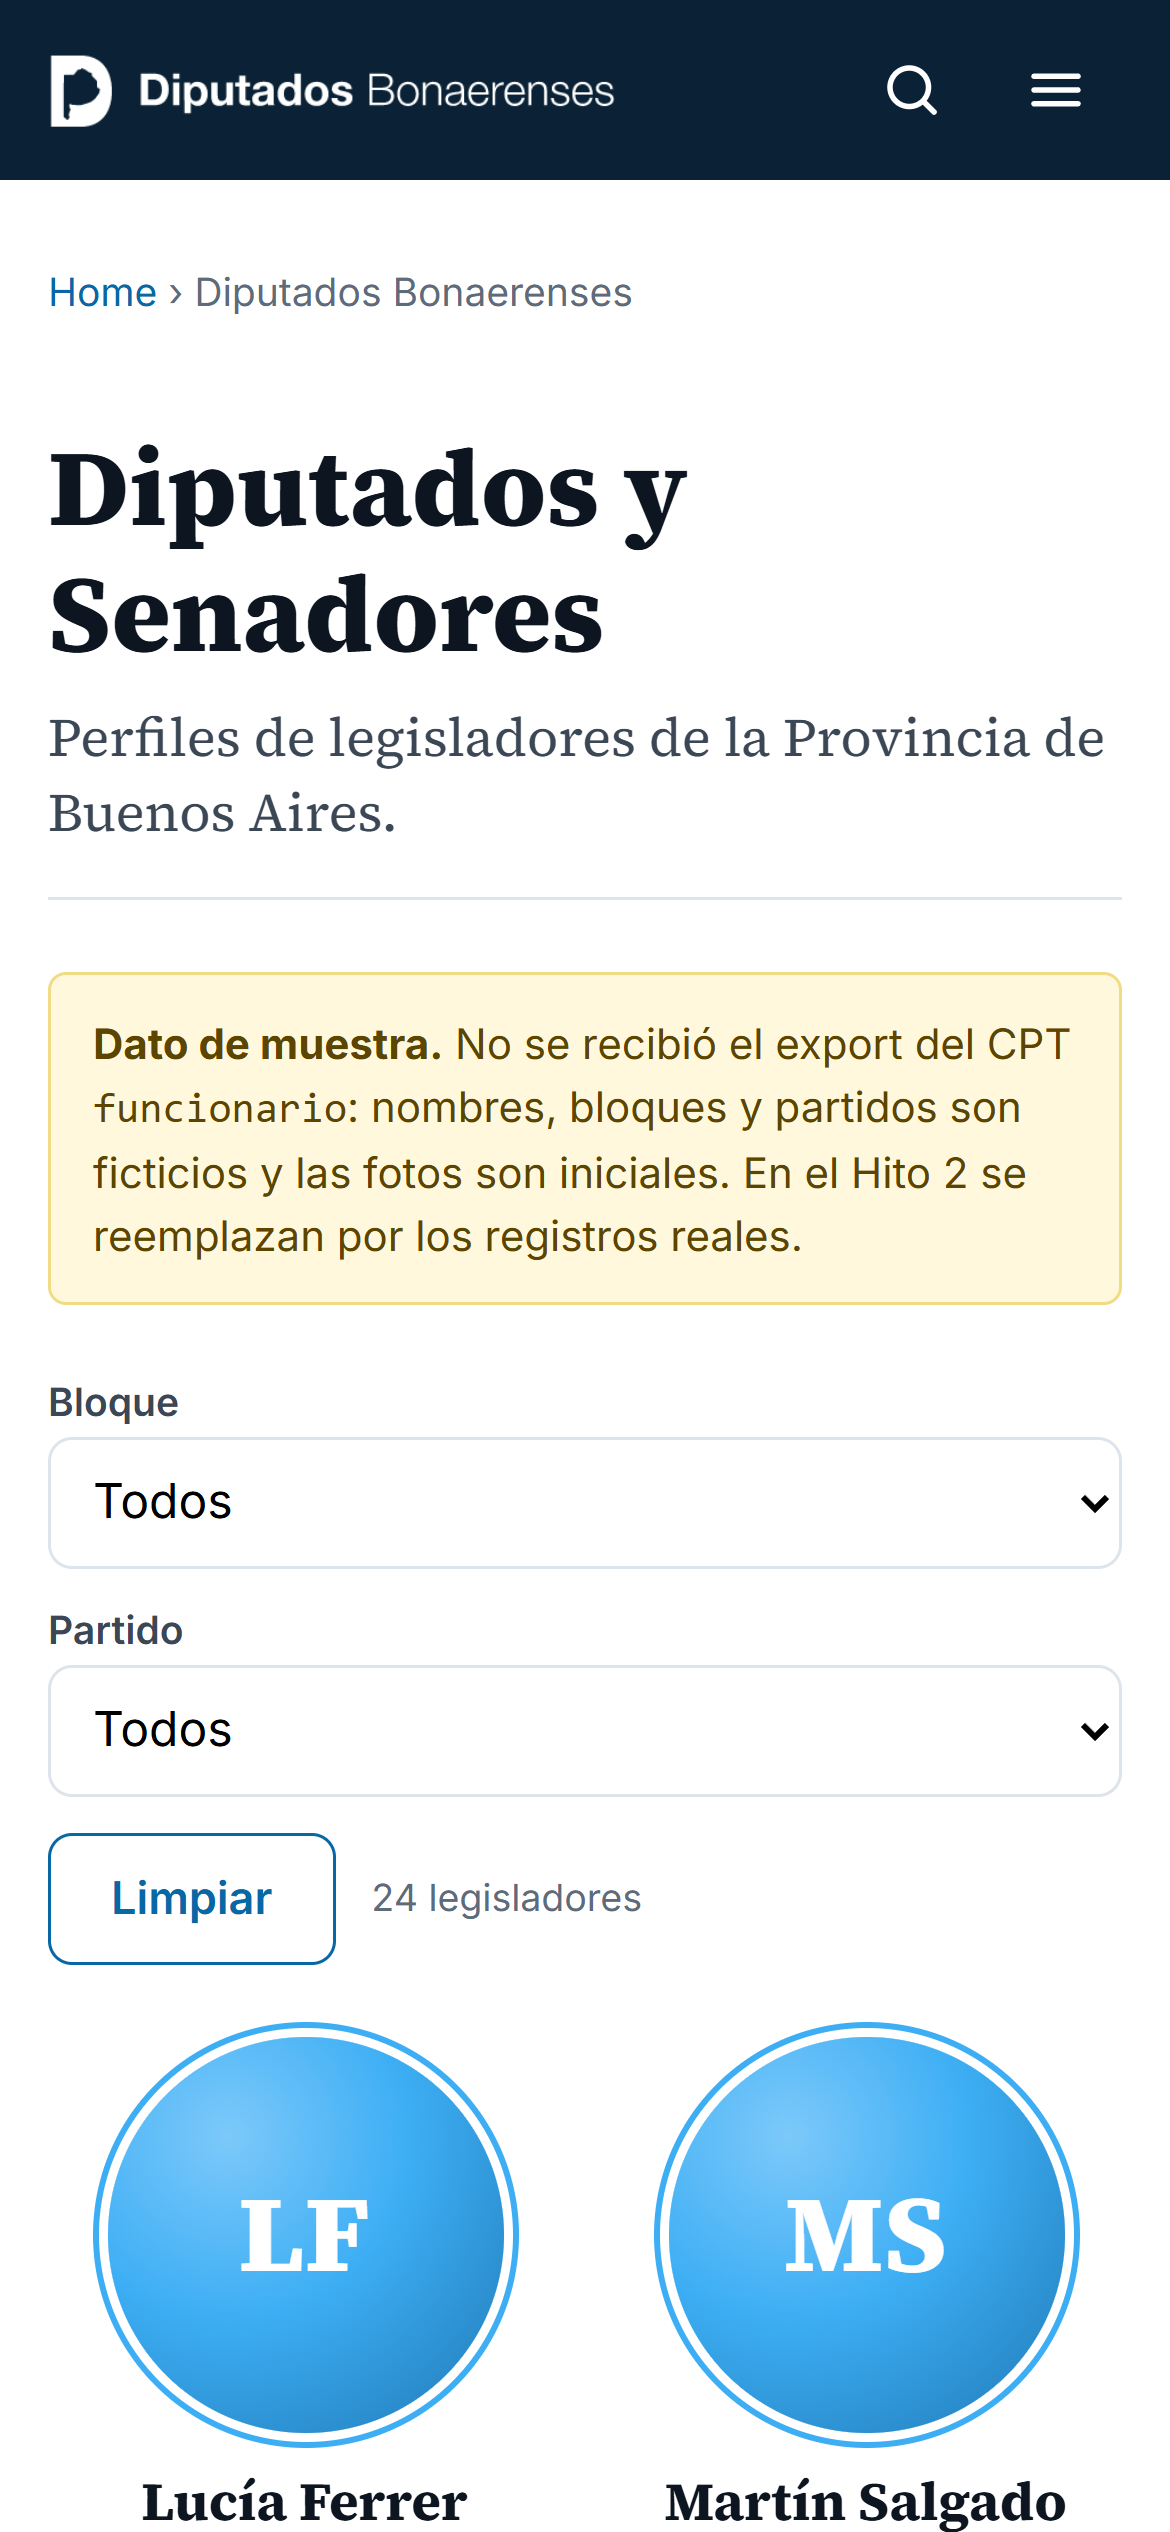 Diputados Bonaerenses
Home › Diputados Bonaerenses
Diputados y
Senadores
Perfiles de legisladores de la Provincia de
Buenos Aires.
Dato de muestra. No se recibió el export del CPT
funcionario: nombres, bloques y partidos son
ficticios y las fotos son iniciales. En el Hito 2 se
reemplazan por los registros reales.
Bloque
Todos
Partido
Todos
Limpiar 24 legisladores
LF MS
Lucía Ferrer Martín Salgado